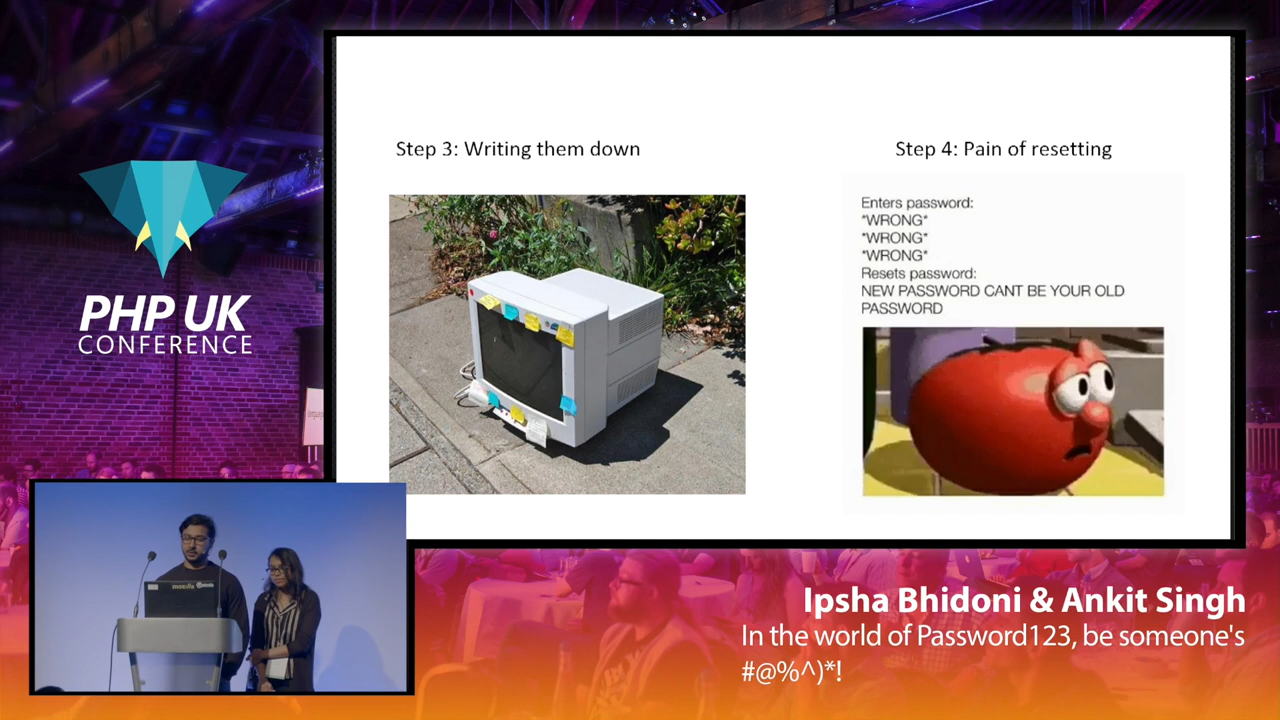 PHP UK
CONFERENCE
Step 3: Writing them down
Step 4: Pain of resetting
Enters password:
*WRONG*
*WRONG*
*WRONG*
Resets password:
NEW PASSWORD CANT BE YOUR OLD
PASSWORD
mozilla
Ipsha Bhidoni & Ankit Singh
In the world of Password123, be someone's
#@%^)*!